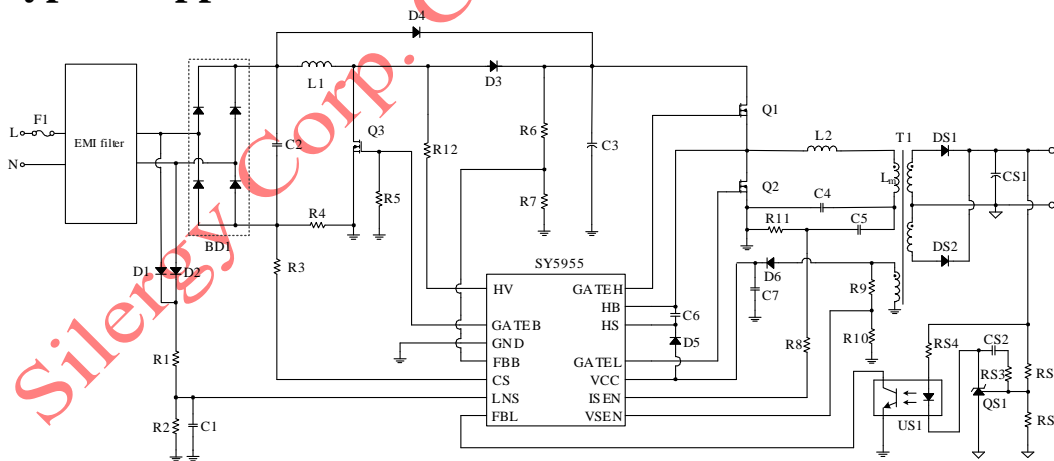 D4
L1
D3
Q1
F1
L
N
EMI filter
BD1
C2
Q3
R12
R6
C3
R5
R7
R4
R3
L2
T1
DS1
Lm
CS1
Q2
C4
R11
C5
DS2
D1
D2
SY5955
HV
GATEB
GND
FBB
CS
LNS
FBL
GATEH
HB
HS
GATEL
VCC
ISEN
VSEN
D6
C7
C6
D5
R9
R10
R8
R1
R2
C1
RS4
CS2
RS3
QS1
US1
RS
RS
Silergy Corp. C